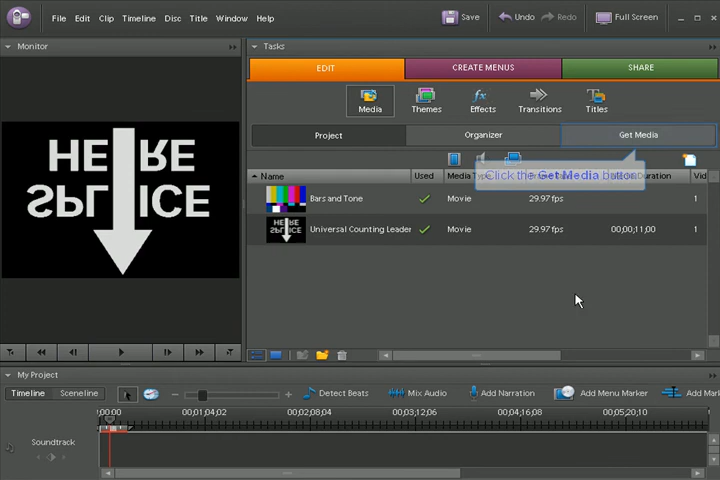 File Edit Clip Timeline Disc Title Window Help
Save Undo Redo Full Screen
Monitor
Tasks
EDIT CREATE MENUS SHARE
Media Themes Effects Transitions Titles
Project Organizer Get Media
Click the Get Media button.
Name Used Media Type Duration Vid
Bars and Tone Movie 29.97 fps 1
Universal Counting Leader Movie 29.97 fps 00;00;11;00 1
HERE
SPLICE
My Project
Timeline Sceneline Detect Beats Mix Audio Add Narration Add Menu Marker Add Mark
;00;00 00;01;04;02 00;02;08;04 00;03;12;06 00;04;16;08 00;05;20;10
Soundtrack